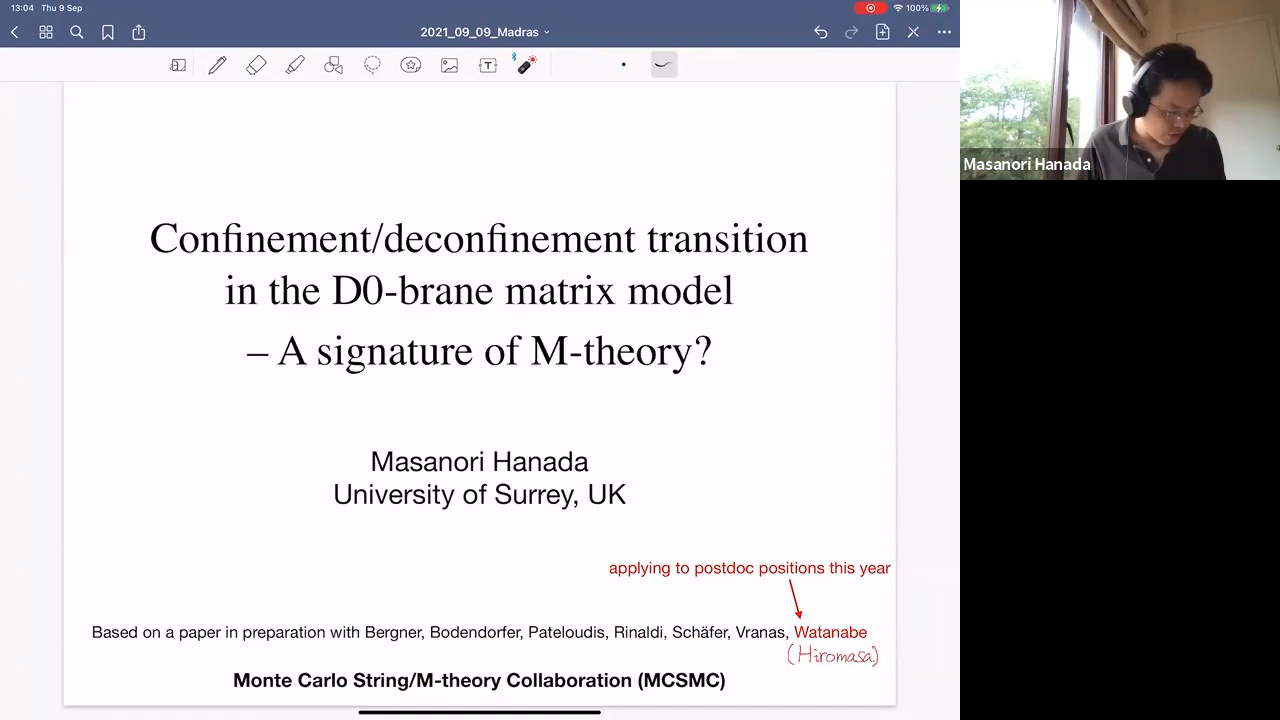 13:04 Thu 9 Sep
100%
2021_09_09_Madras
T
Masanori Hanada
Confinement/deconfinement transition
in the D0-brane matrix model
– A signature of M-theory?
Masanori Hanada
University of Surrey, UK
applying to postdoc positions this year
Based on a paper in preparation with Bergner, Bodendorfer, Pateloudis, Rinaldi, Schäfer, Vranas, Watanabe
(Hiromasa)
Monte Carlo String/M-theory Collaboration (MCSMC)